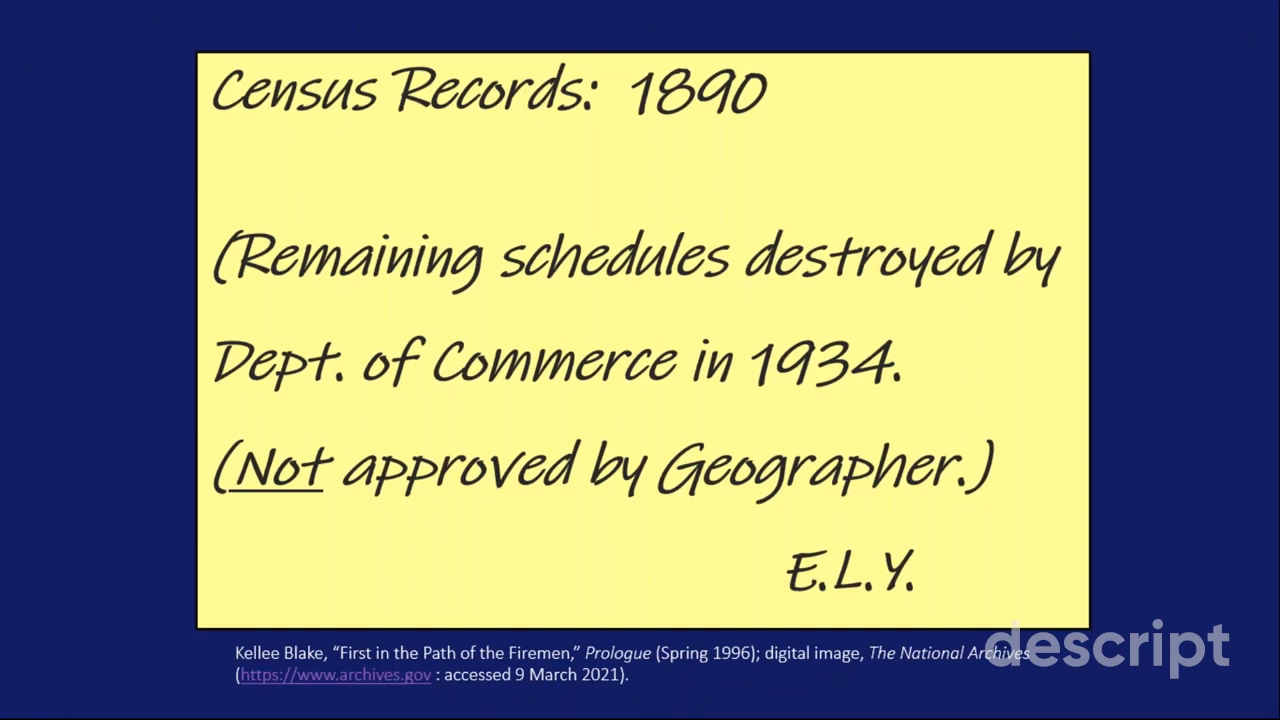 Census Records: 1890
(Remaining schedules destroyed by
Dept. of Commerce in 1934.
(Not approved by Geographer.)
E.L.Y.
Kellee Blake, “First in the Path of the Firemen,” Prologue (Spring 1996); digital image, The National Archives
(https://www.archives.gov : accessed 9 March 2021).
descript